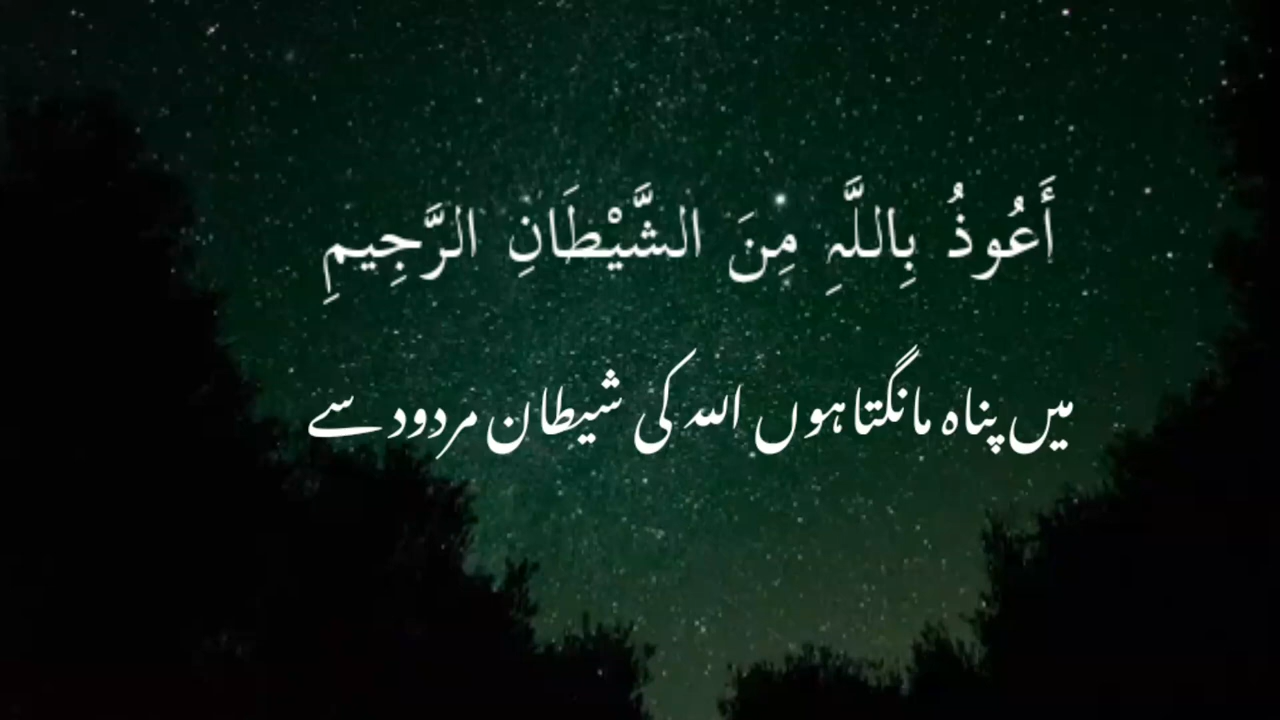 أَعُوذُ بِاللَّہِ مِنَ الشَّيْطَانِ الرَّجِيمِ
میں پناہ مانگتا ہوں اللہ کی شیطان مردود سے